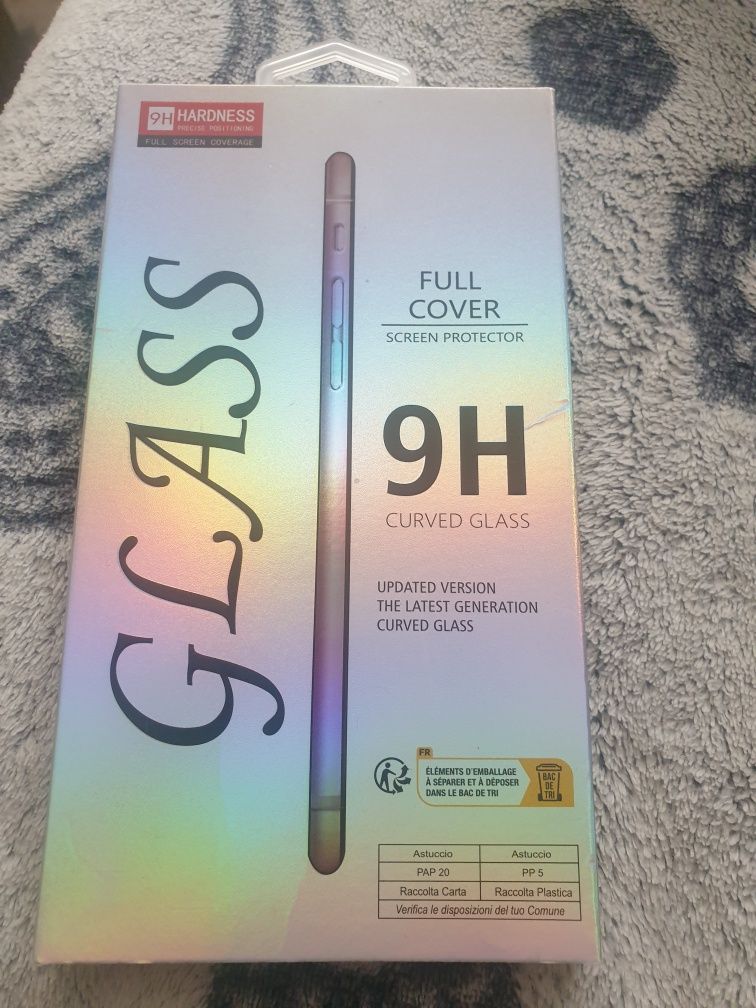 9H HARDNESS
PRECISE POSITIONING
FULL SCREEN COVERAGE
GLASS
FULL
COVER
SCREEN PROTECTOR
9H
CURVED GLASS
UPDATED VERSION
THE LATEST GENERATION
CURVED GLASS
FR
ÉLÉMENTS D'EMBALLAGE
À SÉPARER ET À DÉPOSER
DANS LE BAC DE TRI
BAC
DE
TRI
Astuccio Astuccio
PAP 20 PP 5
Raccolta Carta Raccolta Plastica
Verifica le disposizioni del tuo Comune